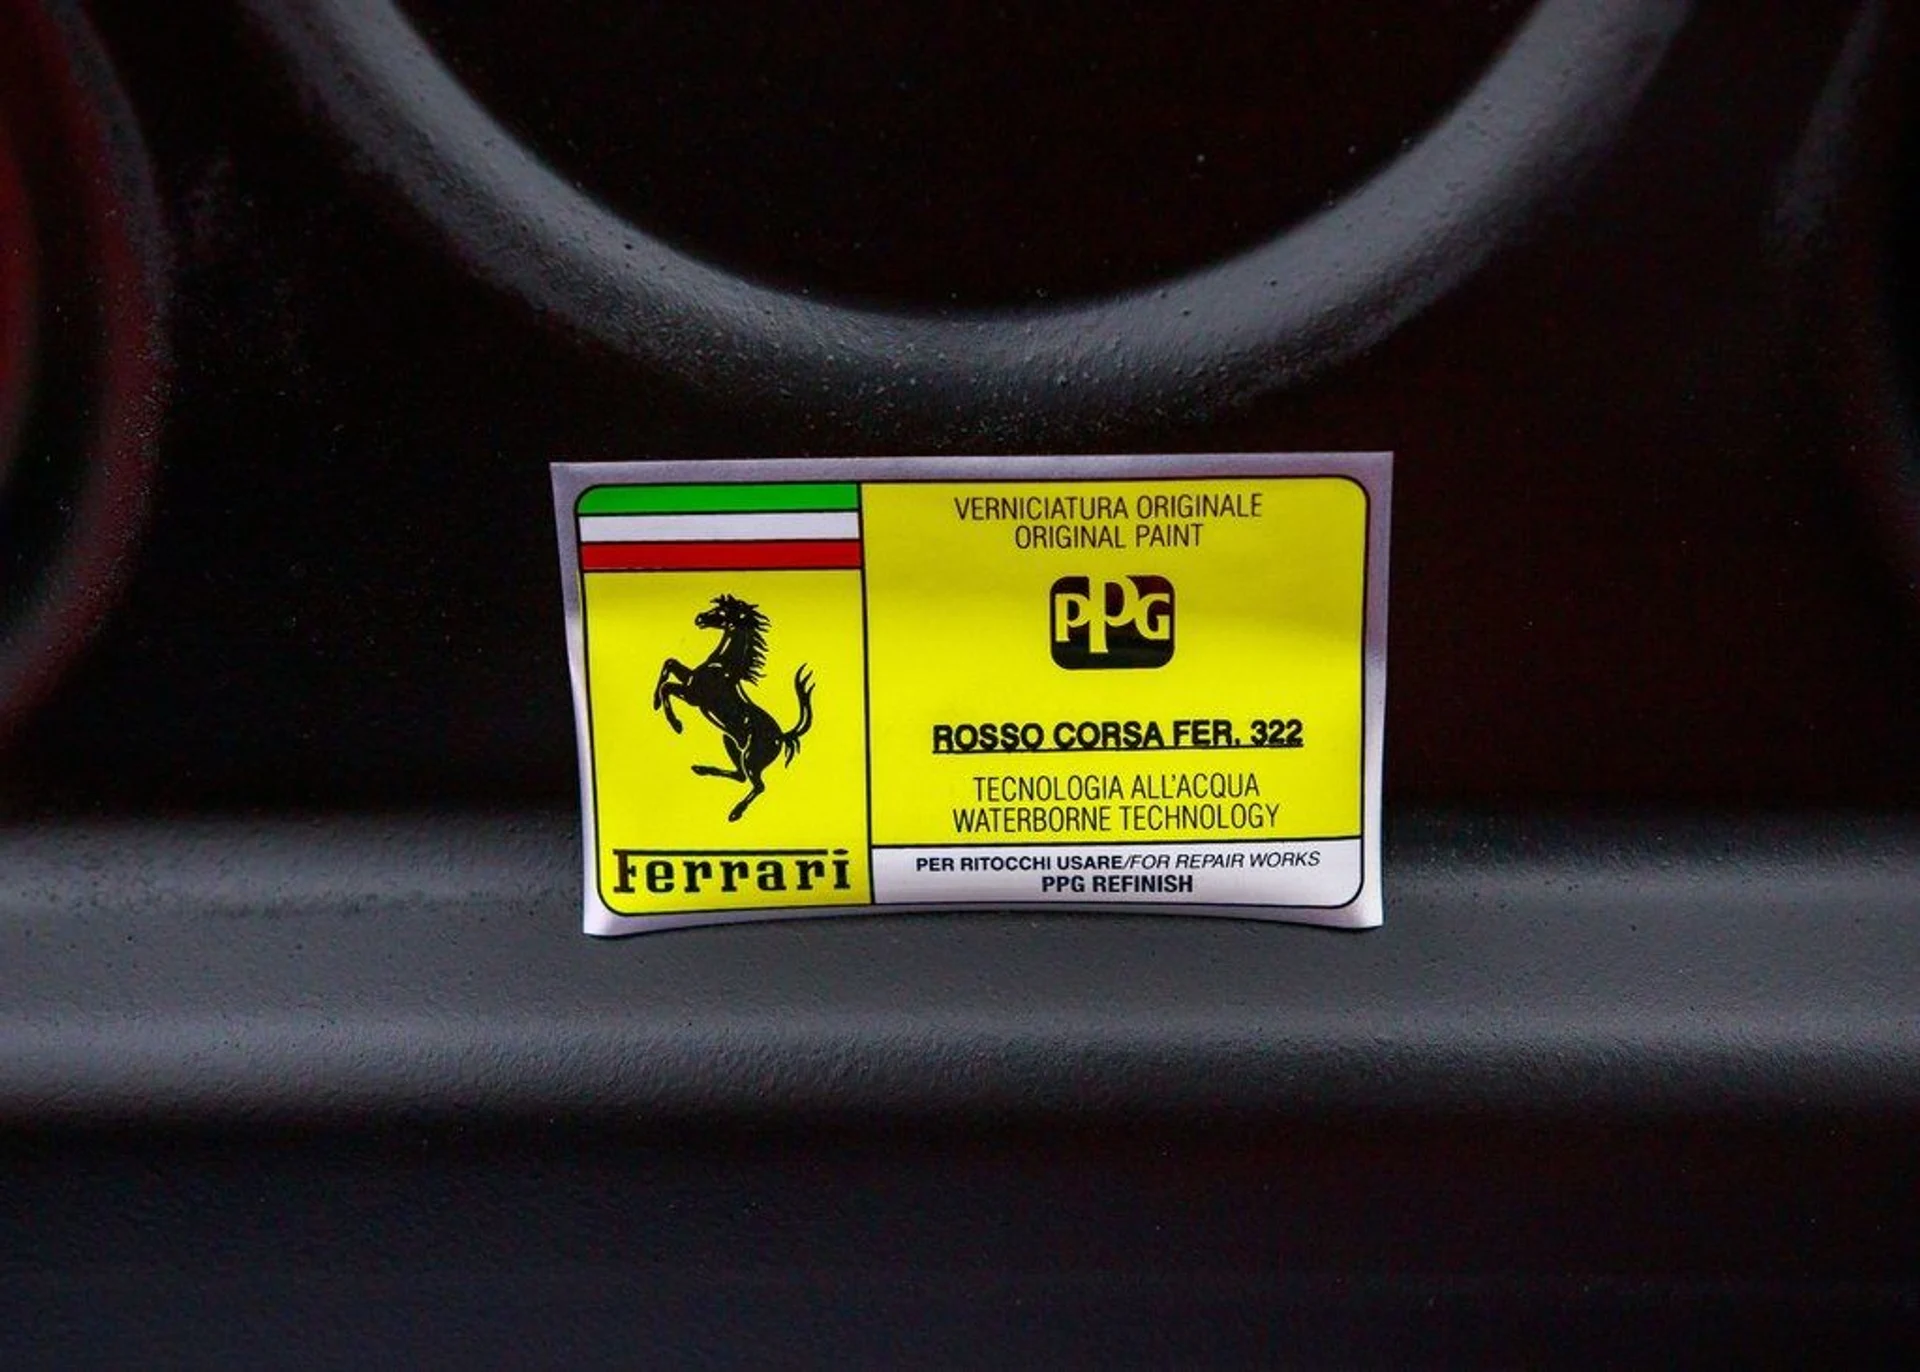 VERNICIATURA ORIGINALE
ORIGINAL PAINT
PPG
ROSSO CORSA FER. 322
TECNOLOGIA ALL'ACQUA
WATERBORNE TECHNOLOGY
Ferrari
PER RITOCCHI USARE/FOR REPAIR WORKS
PPG REFINISH